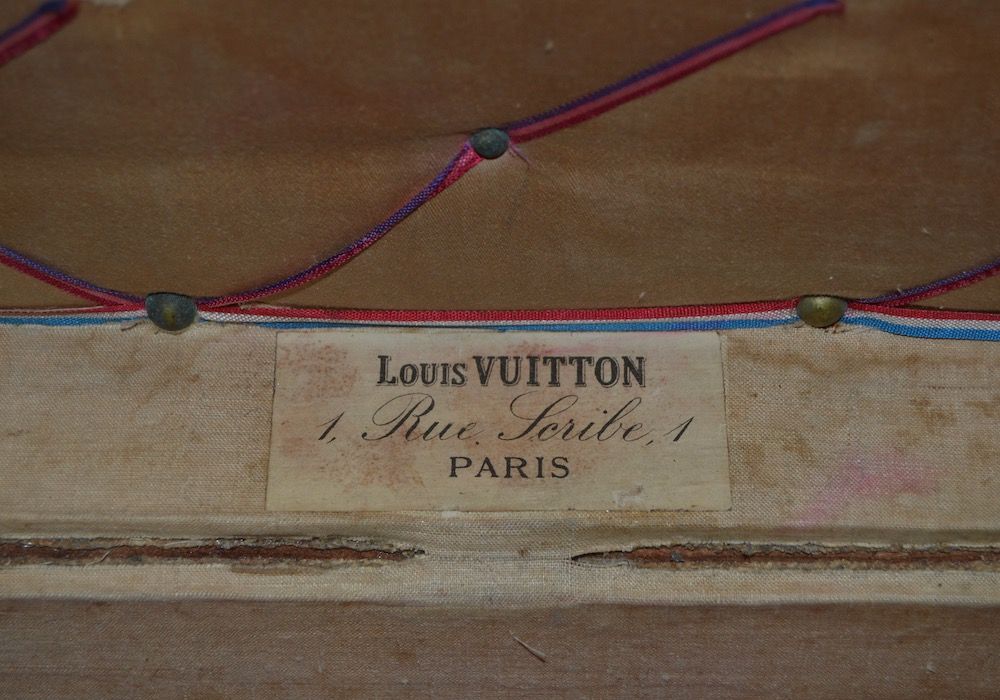 Louis VUITTON
1, Rue Scribe, 1
PARIS